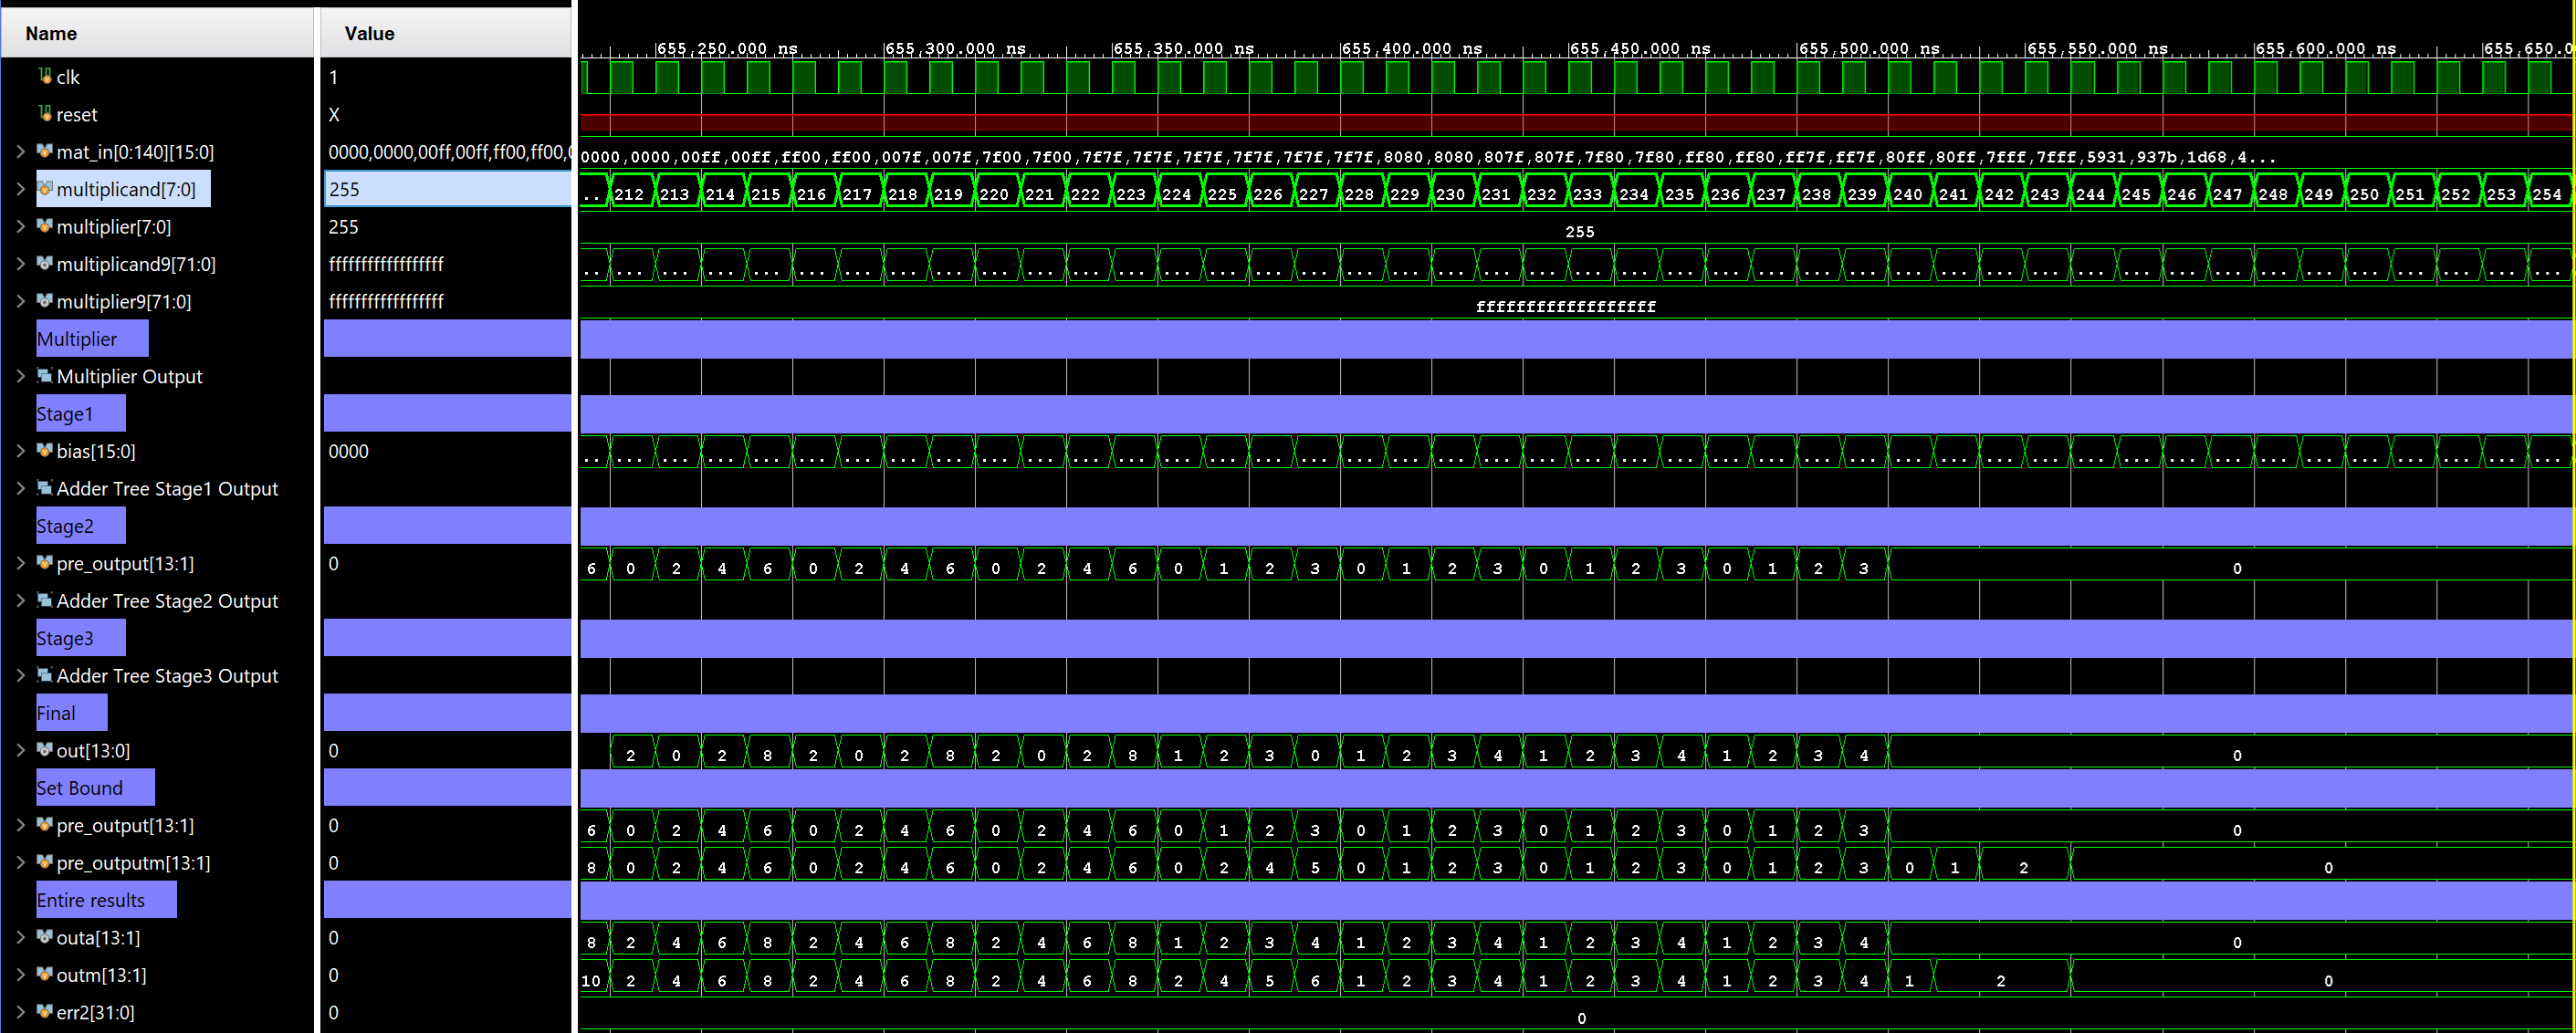 Name Value
655,250.000 ns 655,300.000 ns 655,350.000 ns 655,400.000 ns 655,450.000 ns 655,500.000 ns 655,550.000 ns 655,600.000 ns 655,650.0
clk 1
reset X
mat_in[0:140][15:0] 0000,0000,00ff,00ff,ff00,ff00,0 0000,0000,00ff,00ff,ff00,ff00,007f,007f,7f00,7f00,7f7f,7f7f,7f7f,7f7f,7f7f,7f7f,8080,8080,807f,807f,7f80,7f80,ff80,ff80,ff7f,ff7f,80ff,80ff,7fff,7fff,5931,937b,1d68,4...
multiplicand[7:0] 255 .. 212 213 214 215 216 217 218 219 220 221 222 223 224 225 226 227 228 229 230 231 232 233 234 235 236 237 238 239 240 241 242 243 244 245 246 247 248 249 250 251 252 253 254
multiplier[7:0] 255 255
multiplicand9[71:0] ffffffffffffffffff .. ... ... ... ... ... ... ... ... ... ... ... ... ... ... ... ... ... ... ... ... ... ... ... ... ... ... ... ... ... ... ... ... ... ... ... ... ... ... ... ... ... ... ...
multiplier9[71:0] ffffffffffffffffff ffffffffffffffffff
Multiplier
Multiplier Output
Stage1
bias[15:0] 0000 .. ... ... ... ... ... ... ... ... ... ... ... ... ... ... ... ... ... ... ... ... ... ... ... ... ... ... ... ... ... ... ... ... ... ... ... ... ... ... ... ... ... ... ...
Adder Tree Stage1 Output
Stage2
pre_output[13:1] 0 6 0 2 4 6 0 2 4 6 0 2 4 6 0 1 2 3 0 1 2 3 0 1 2 3 0 1 2 3 0
Adder Tree Stage2 Output
Stage3
Adder Tree Stage3 Output
Final
out[13:0] 0 2 0 2 8 2 0 2 8 2 0 2 8 1 2 3 0 1 2 3 4 1 2 3 4 1 2 3 4 0
Set Bound
pre_output[13:1] 0 6 0 2 4 6 0 2 4 6 0 2 4 6 0 1 2 3 0 1 2 3 0 1 2 3 0 1 2 3 0
pre_outputm[13:1] 0 8 0 2 4 6 0 2 4 6 0 2 4 6 0 2 4 5 0 1 2 3 0 1 2 3 0 1 2 3 0 1 2 0
Entire results
outa[13:1] 0 8 2 4 6 8 2 4 6 8 2 4 6 8 1 2 3 4 1 2 3 4 1 2 3 4 1 2 3 4 0
outm[13:1] 0 10 2 4 6 8 2 4 6 8 2 4 6 8 2 4 5 6 1 2 3 4 1 2 3 4 1 2 3 4 1 2 0
err2[31:0] 0 0